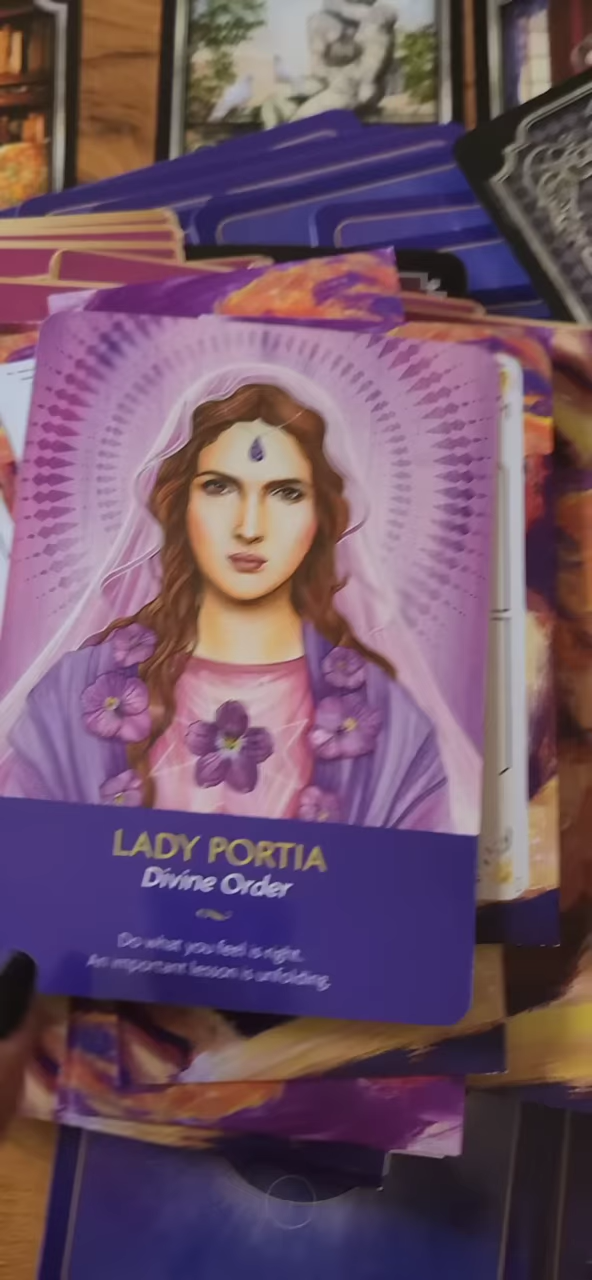 LADY PORTIA
Divine Order
Do what you feel is right.
An important lesson is unfolding.